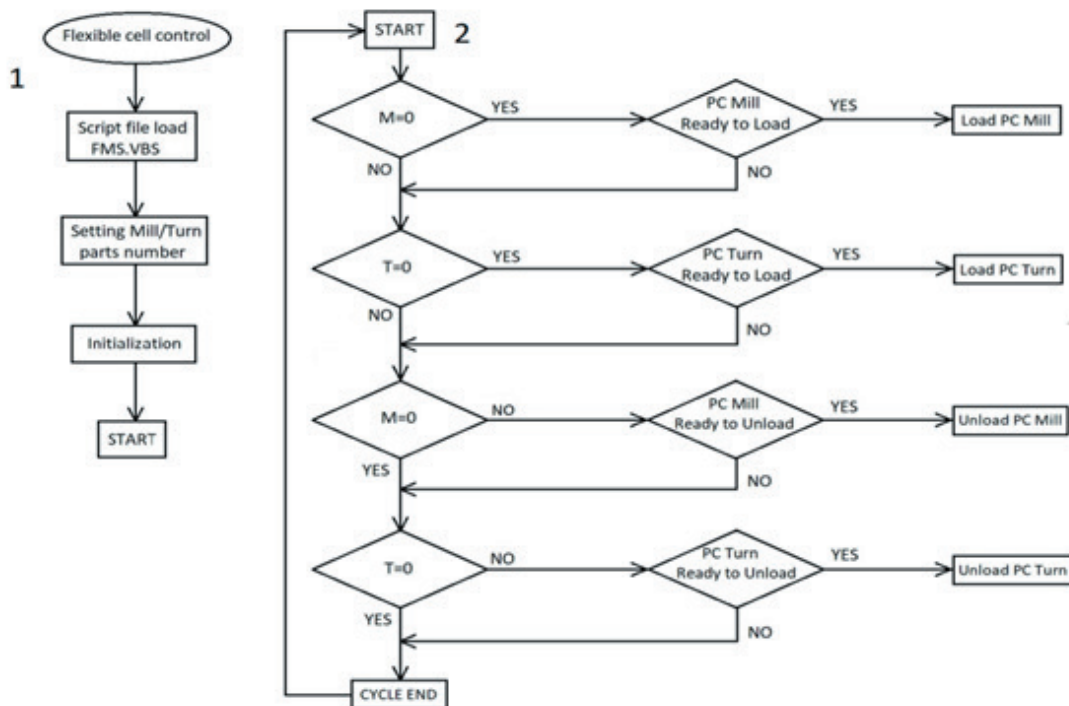 1
Flexible cell control
Script file load
FMS.VBS
Setting Mill/Turn
parts number
Initialization
START
2
START
M=0
YES
PC Mill
Ready to Load
YES
Load PC Mill
NO
NO
T=0
YES
PC Turn
Ready to Load
YES
Load PC Turn
NO
NO
M=0
NO
PC Mill
Ready to Unload
YES
Unload PC Mill
YES
NO
T=0
NO
PC Turn
Ready to Unload
YES
Unload PC Turn
YES
NO
CYCLE END